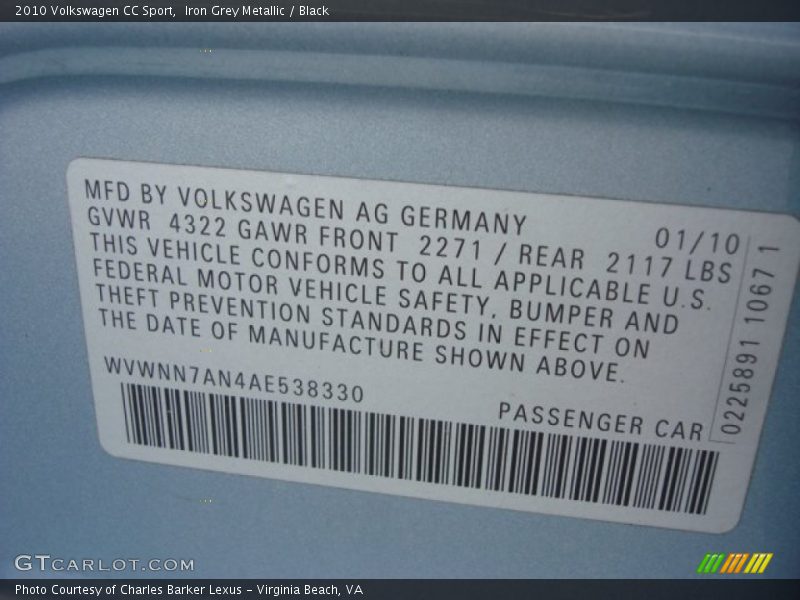 2010 Volkswagen CC Sport,  Iron Grey Metallic / Black
MFD BY VOLKSWAGEN AG GERMANY 01/10
GVWR 4322 GAWR FRONT 2271 / REAR 2117 LBS
THIS VEHICLE CONFORMS TO ALL APPLICABLE U.S.
FEDERAL MOTOR VEHICLE SAFETY, BUMPER AND
THEFT PREVENTION STANDARDS IN EFFECT ON
THE DATE OF MANUFACTURE SHOWN ABOVE.
WVWNN7AN4AE538330
PASSENGER CAR
0225891 1067 1
GTCARLOT.COM
Photo Courtesy of Charles Barker Lexus - Virginia Beach, VA